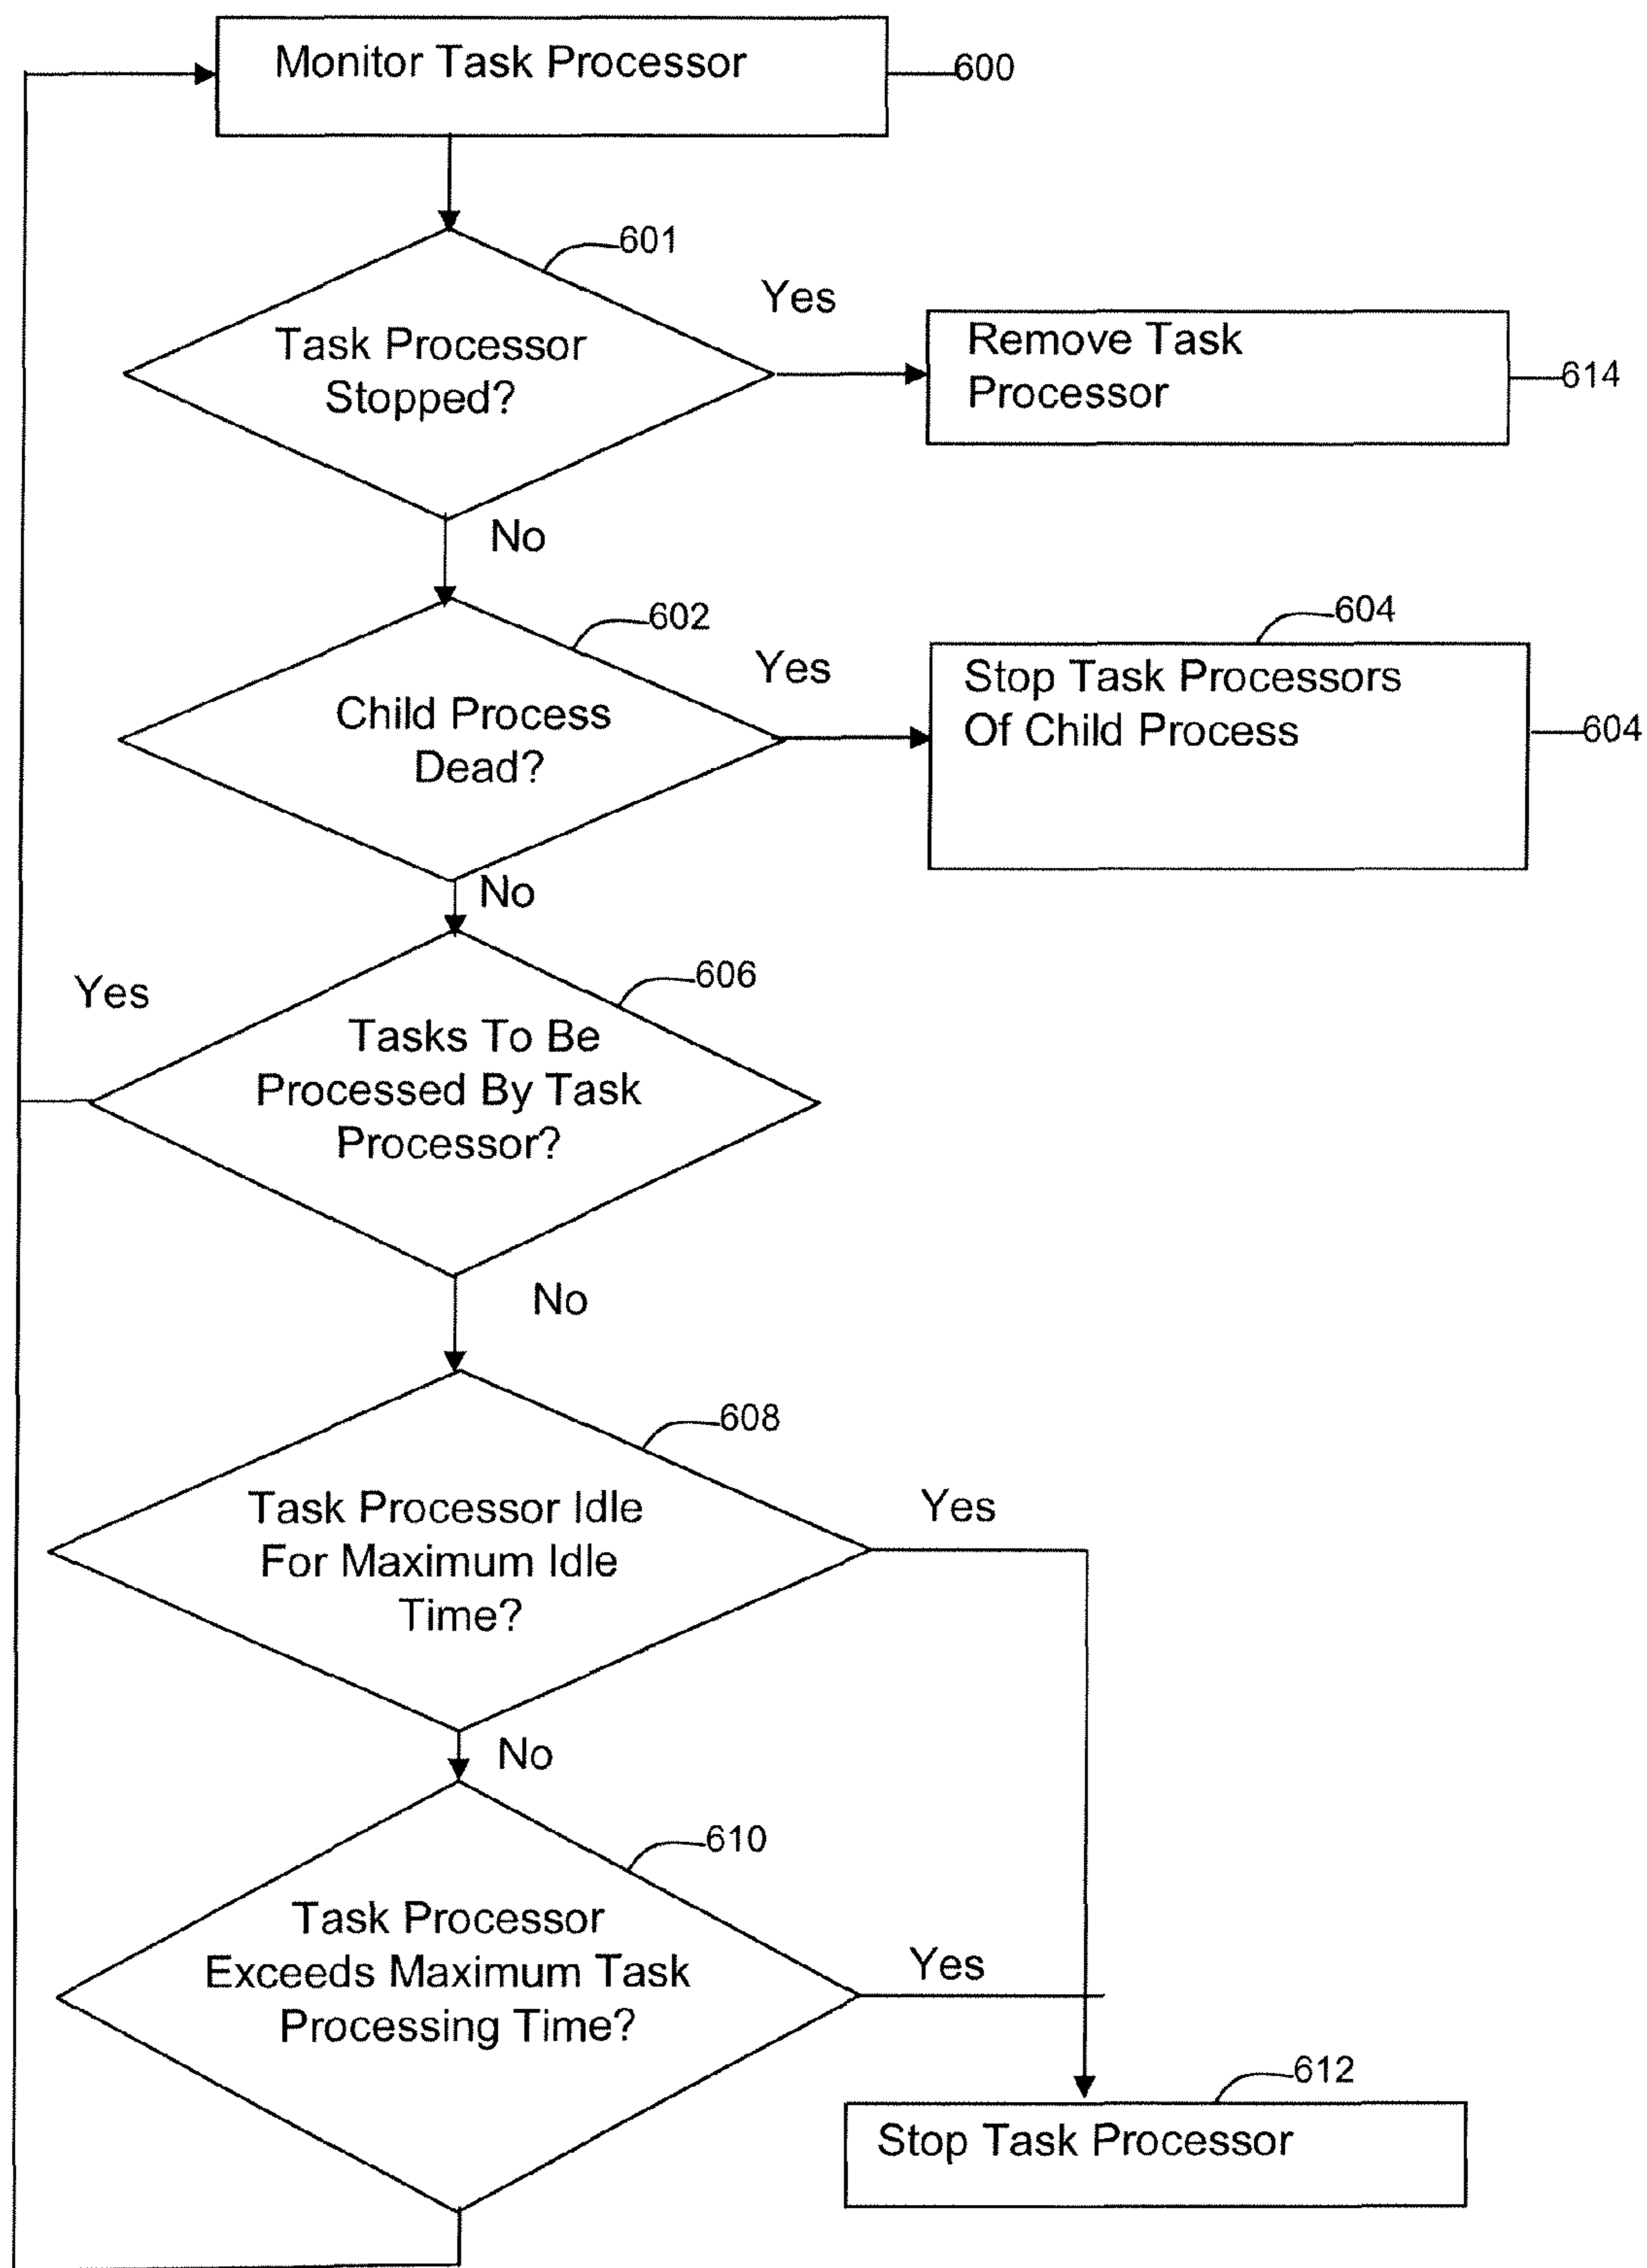 Monitor Task Processor
600
601
Yes
Task Processor
Stopped?
Remove Task
Processor
614
No
602
604
Yes
Child Process
Dead?
Stop Task Processors
Of Child Process
604
No
606
Yes
Tasks To Be
Processed By Task
Processor?
No
608
Yes
Task Processor Idle
For Maximum Idle
Time?
No
610
Task Processor
Exceeds Maximum Task
Processing Time?
Yes
612
Stop Task Processor